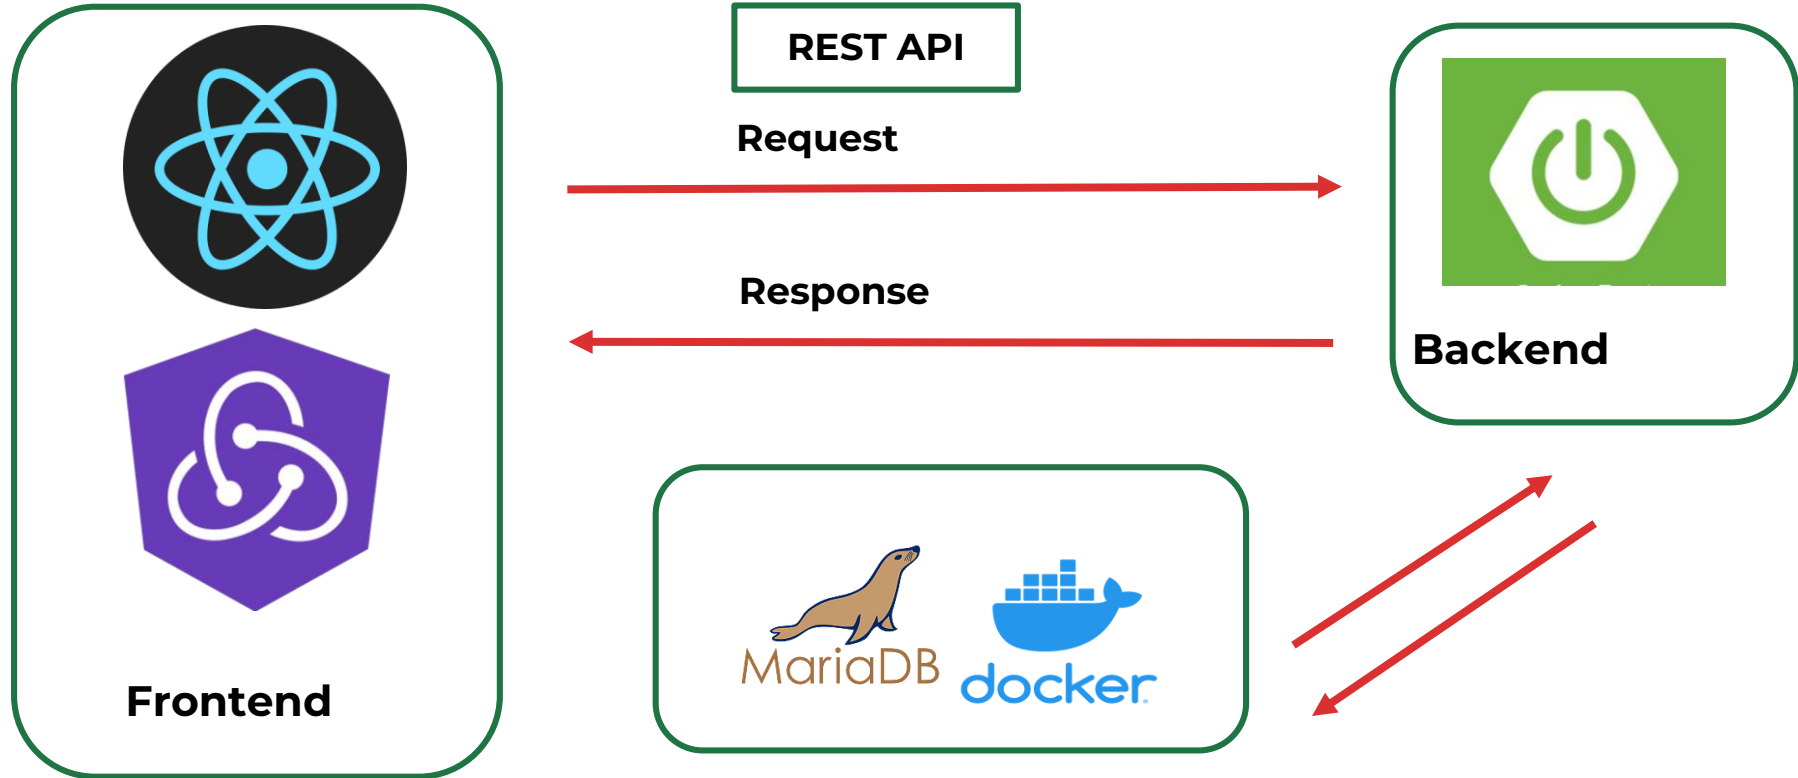 REST API
Request
Response
Backend
MariaDB
docker
Frontend